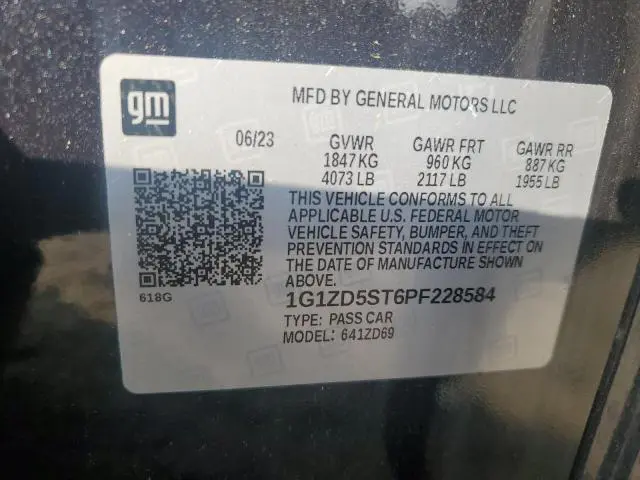 gm
MFD BY GENERAL MOTORS LLC
06/23 GVWR GAWR FRT GAWR RR
1847 KG 960 KG 887 KG
4073 LB 2117 LB 1955 LB
THIS VEHICLE CONFORMS TO ALL
APPLICABLE U.S. FEDERAL MOTOR
VEHICLE SAFETY, BUMPER, AND THEFT
PREVENTION STANDARDS IN EFFECT ON
THE DATE OF MANUFACTURE SHOWN
ABOVE.
618G
1G1ZD5ST6PF228584
TYPE: PASS CAR
MODEL: 641ZD69